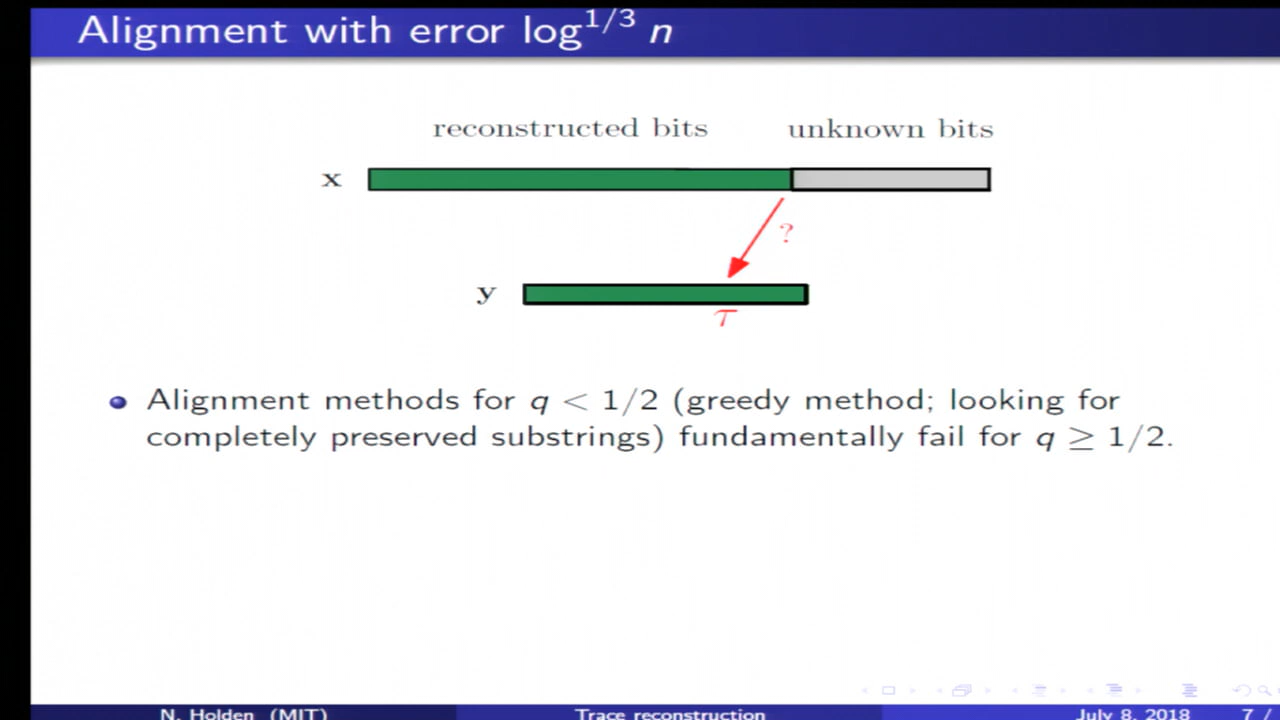 Alignment with error log^{1/3} n
reconstructed bits unknown bits
x
?
y
τ
Alignment methods for q < 1/2 (greedy method; looking for
completely preserved substrings) fundamentally fail for q ≥ 1/2.
N. Holden (MIT) Trace reconstruction July 8, 2018 7 /